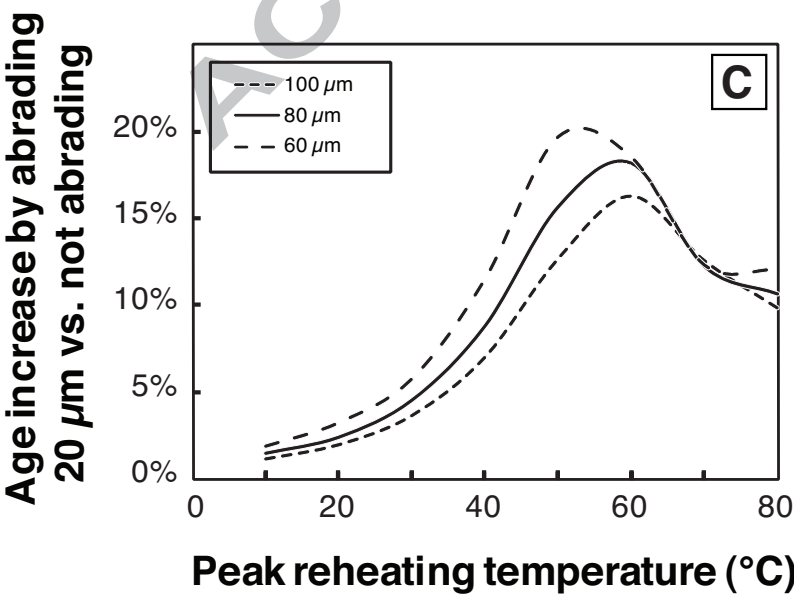 Age increase by abrading
20 µm vs. not abrading
Ac
C
100 µm
80 µm
60 µm
20%
15%
10%
5%
0%
0 20 40 60 80
Peak reheating temperature (°C)